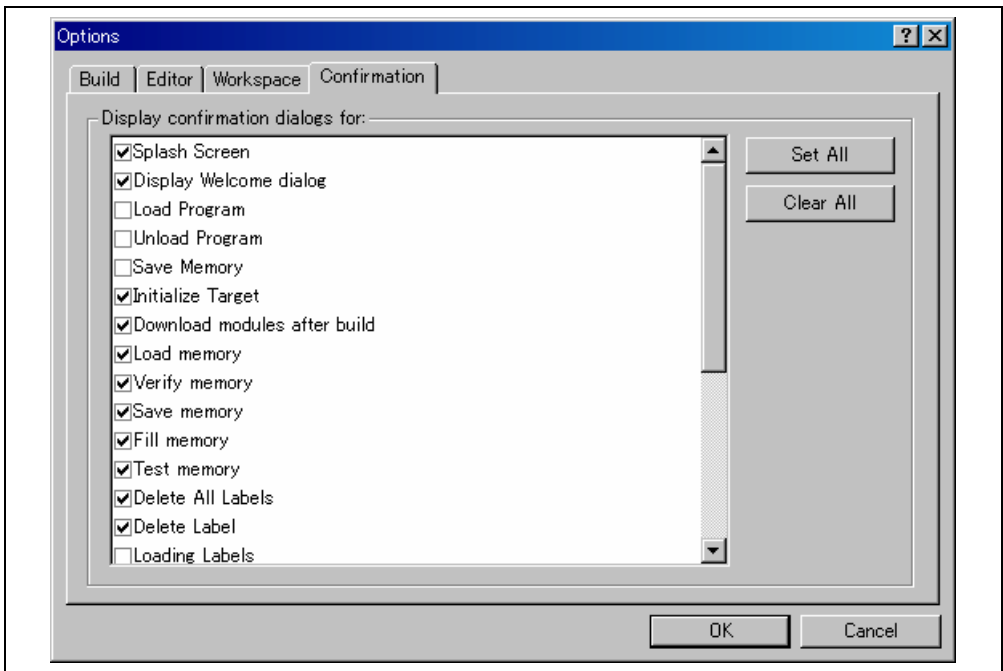 Options
Build Editor Workspace Confirmation
Display confirmation dialogs for:
Splash Screen
Display Welcome dialog
Load Program
Unload Program
Save Memory
Initialize Target
Download modules after build
Load memory
Verify memory
Save memory
Fill memory
Test memory
Delete All Labels
Delete Label
Loading Labels
Set All
Clear All
OK Cancel